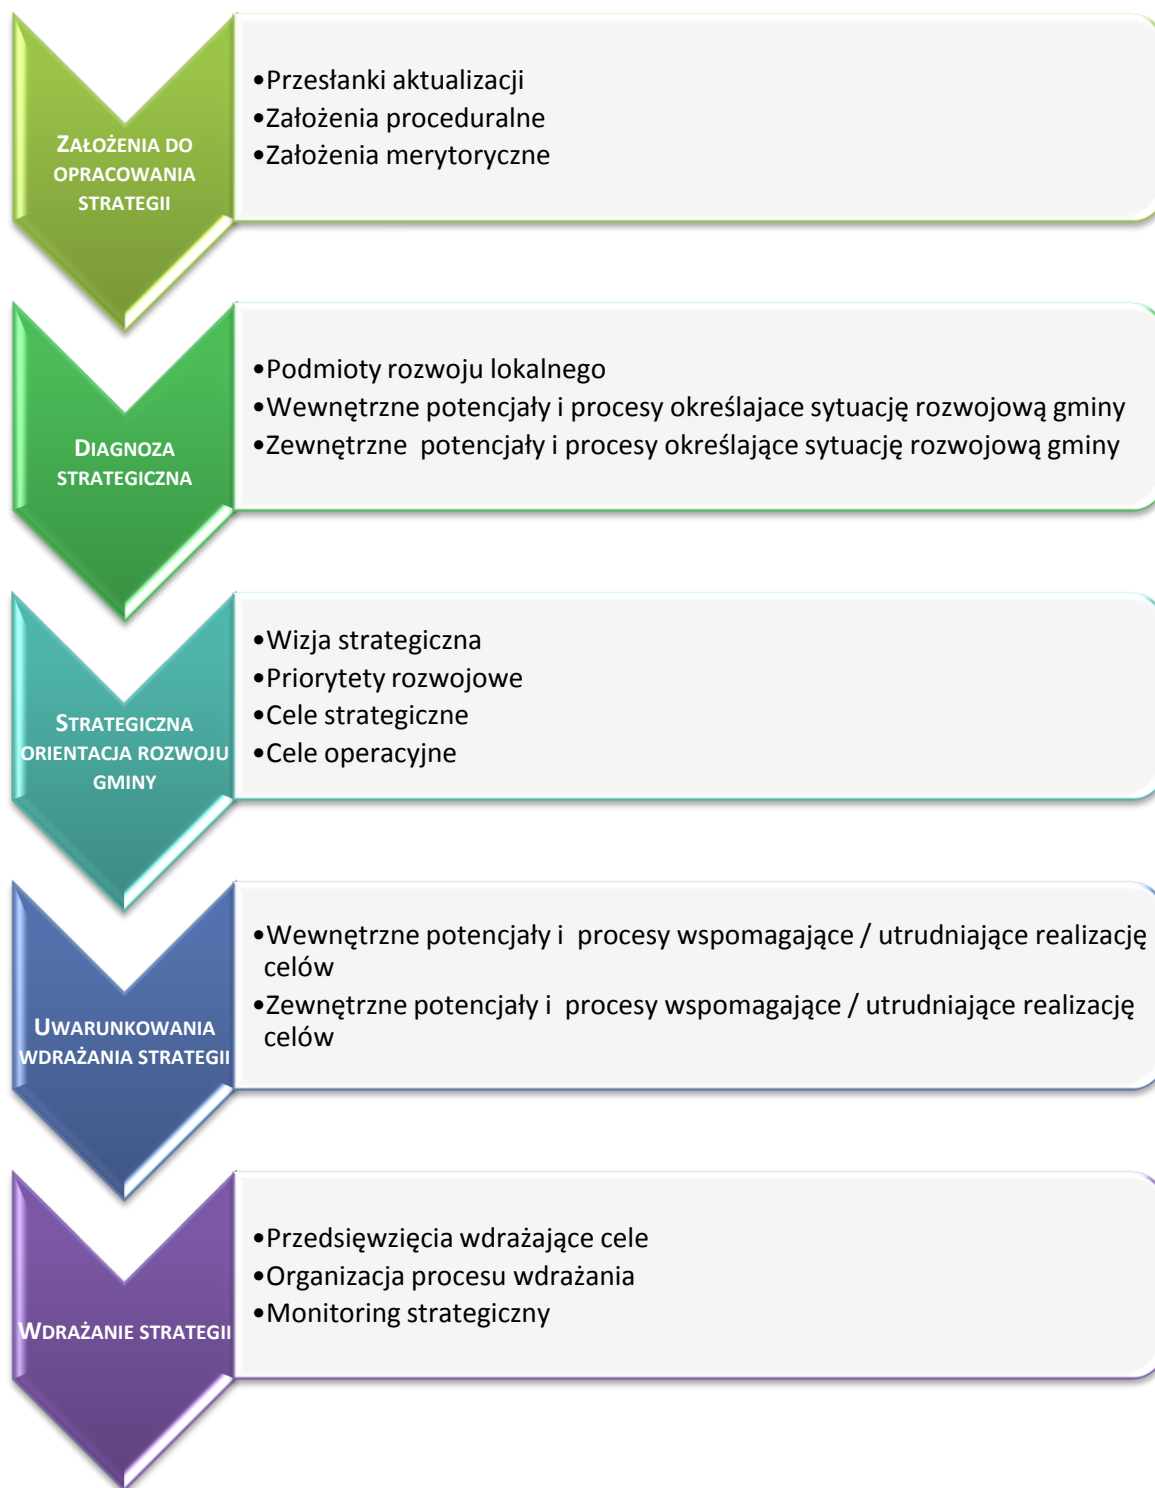 ZAŁOŻENIA DO
OPRACOWANIA
STRATEGII
•Przesłanki aktualizacji
•Założenia proceduralne
•Założenia merytoryczne
DIAGNOZA
STRATEGICZNA
•Podmioty rozwoju lokalnego
•Wewnętrzne potencjały i procesy określajace sytuację rozwojową gminy
•Zewnętrzne  potencjały i procesy określające sytuację rozwojową gminy
STRATEGICZNA
ORIENTACJA ROZWOJU
GMINY
•Wizja strategiczna
•Priorytety rozwojowe
•Cele strategiczne
•Cele operacyjne
UWARUNKOWANIA
WDRAŻANIA STRATEGII
•Wewnętrzne potencjały i  procesy wspomagające / utrudniające realizację
celów
•Zewnętrzne potencjały i  procesy wspomagające / utrudniające realizację
celów
WDRAŻANIE STRATEGII
•Przedsięwzięcia wdrażające cele
•Organizacja procesu wdrażania
•Monitoring strategiczny